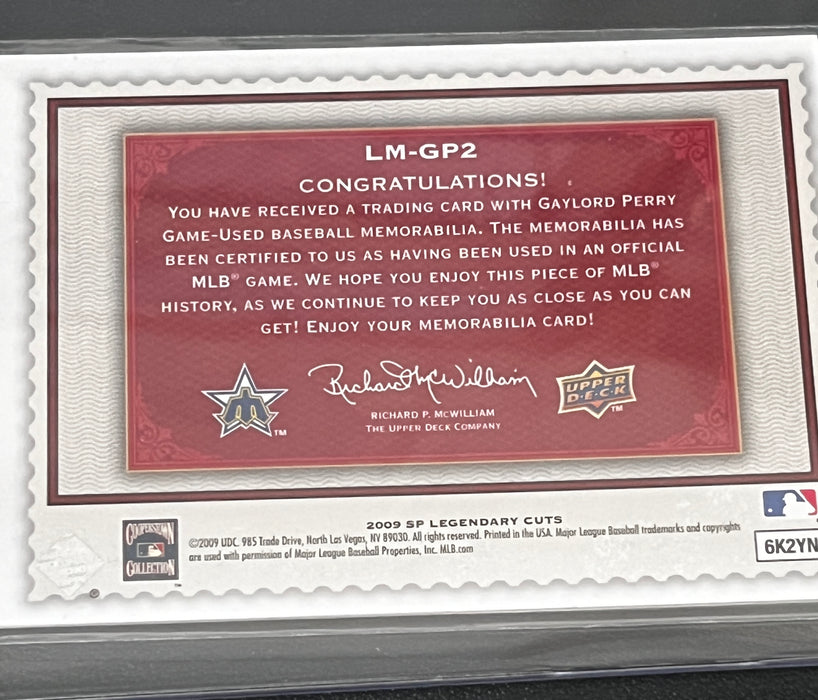 LM-GP2
CONGRATULATIONS!
YOU HAVE RECEIVED A TRADING CARD WITH GAYLORD PERRY
GAME-USED BASEBALL MEMORABILIA. THE MEMORABILIA HAS
BEEN CERTIFIED TO US AS HAVING BEEN USED IN AN OFFICIAL
MLB® GAME. WE HOPE YOU ENJOY THIS PIECE OF MLB®
HISTORY, AS WE CONTINUE TO KEEP YOU AS CLOSE AS YOU CAN
GET! ENJOY YOUR MEMORABILIA CARD!
TM
Richard P McWilliam
UPPER
D·E·C·K
TM
RICHARD P. MCWILLIAM
THE UPPER DECK COMPANY
COOPERSTOWN
COLLECTION
2009 SP LEGENDARY CUTS
©2009 UDC. 985 Trade Drive, North Las Vegas, NV 89030. All rights reserved. Printed in the USA. Major League Baseball trademarks and copyrights
are used with permission of Major League Baseball Properties, Inc. MLB.com
6K2YN
®